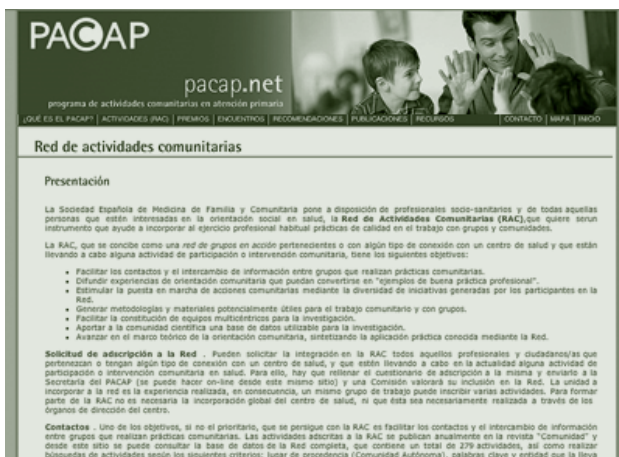 PACAP
pacap.net
programa de actividades comunitarias en atención primaria
¿QUÉ ES EL PACAP? | ACTIVIDADES (RAC) | PREMIOS | ENCUENTROS | RECOMENDACIONES | PUBLICACIONES | RECURSOS | CONTACTO | MAPA | INICIO
Red de actividades comunitarias
Presentación
La Sociedad Española de Medicina de Familia y Comunitaria pone a disposición de profesionales socio-sanitarios y de todas aquellas
personas que estén interesadas en la orientación social en salud, la Red de Actividades Comunitarias (RAC),que quiere serun
instrumento que ayude a incorporar al ejercicio profesional habitual prácticas de calidad en el trabajo con grupos y comunidades.
La RAC, que se concibe como una red de grupos en acción pertenecientes o con algún tipo de conexión con un centro de salud y que están
llevando a cabo alguna actividad de participación o intervención comunitaria, tiene los siguientes objetivos:
• Facilitar los contactos y el intercambio de información entre grupos que realizan prácticas comunitarias.
• Difundir experiencias de orientación comunitaria que puedan convertirse en "ejemplos de buena práctica profesional".
• Estimular la puesta en marcha de acciones comunitarias mediante la diversidad de iniciativas generadas por los participantes en la
Red.
• Generar metodologías y materiales potencialmente útiles para el trabajo comunitario y con grupos.
• Facilitar la constitución de equipos multicéntricos para la investigación.
• Aportar a la comunidad científica una base de datos utilizable para la investigación.
• Avanzar en el marco teórico de la orientación comunitaria, sintetizando la aplicación práctica conocida mediante la Red.
Solicitud de adscripción a la Red . Pueden solicitar la integración en la RAC todos aquellos profesionales y ciudadanos/as que
pertenezcan o tengan algún tipo de conexión con un centro de salud, y que estén llevando a cabo en la actualidad alguna actividad de
participación o intervención comunitaria en salud. Para ello, hay que rellenar el cuestionario de adscripción a la misma y enviarlo a la
Secretaría del PACAP (se puede hacer on-line desde este mismo sitio) y una Comisión valorará su inclusión en la Red. La unidad a
incorporar a la red es la experiencia realizada, en consecuencia, un mismo grupo de trabajo puede inscribir varias actividades. Para formar
parte de la RAC no es necesaria la incorporación global del centro de salud, ni que ésta sea necesariamente realizada a través de los
órganos de dirección del centro.
Contactos . Uno de los objetivos, si no el prioritario, que se persigue con la RAC es facilitar los contactos y el intercambio de información
entre grupos que realizan prácticas comunitarias. Las actividades adscritas a la RAC se publican anualmente en la revista "Comunidad" y
desde este sitio se puede consultar la base de datos de la Red completa, que contiene un total de 279 actividades, así como realizar
búsquedas de actividades según los siguientes criterios: lugar de procedencia (Comunidad Autónoma), palabras clave y entidad que la lleva